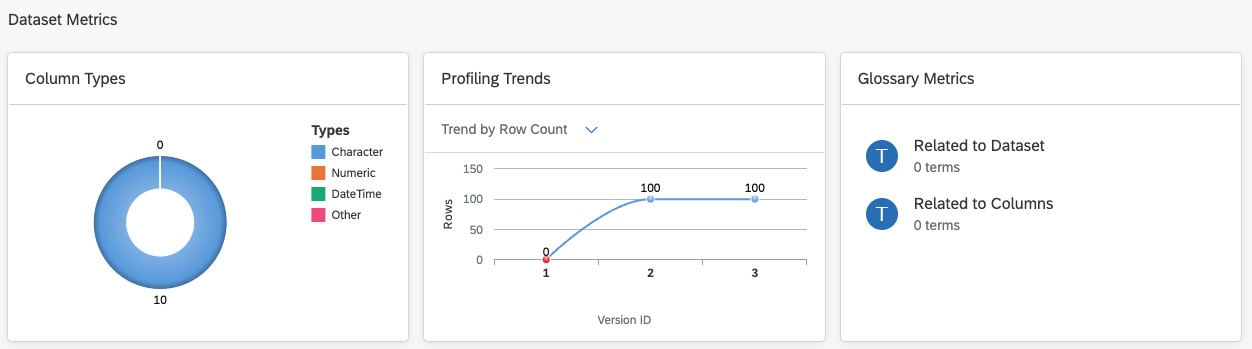 Dataset Metrics
Column Types
0
10
Types
Character
Numeric
DateTime
Other
Profiling Trends
Trend by Row Count
150
100
50
0
Rows
0
100
100
1
2
3
Version ID
Glossary Metrics
T
Related to Dataset
0 terms
T
Related to Columns
0 terms